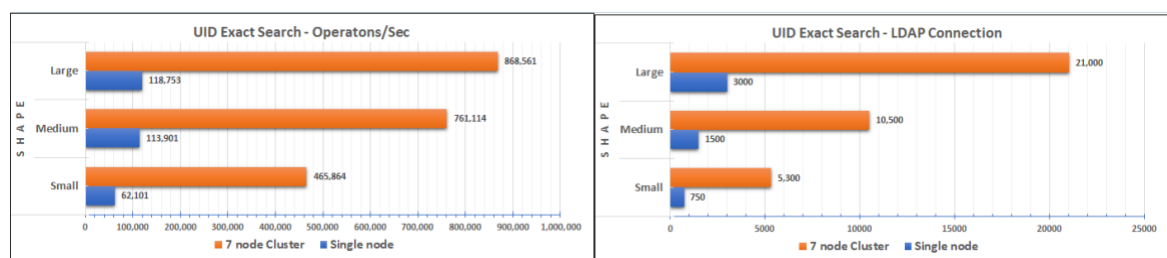 UID Exact Search - Operatons/Sec
SHAPE
Large
868,561
118,753
Medium
761,114
113,901
Small
465,864
62,101
0 100,000 200,000 300,000 400,000 500,000 600,000 700,000 800,000 900,000 1,000,000
7 node Cluster Single node
UID Exact Search - LDAP Connection
SHAPE
Large
21,000
3000
Medium
10,500
1500
Small
5,300
750
0 5000 10000 15000 20000 25000
7 node Cluster Single node